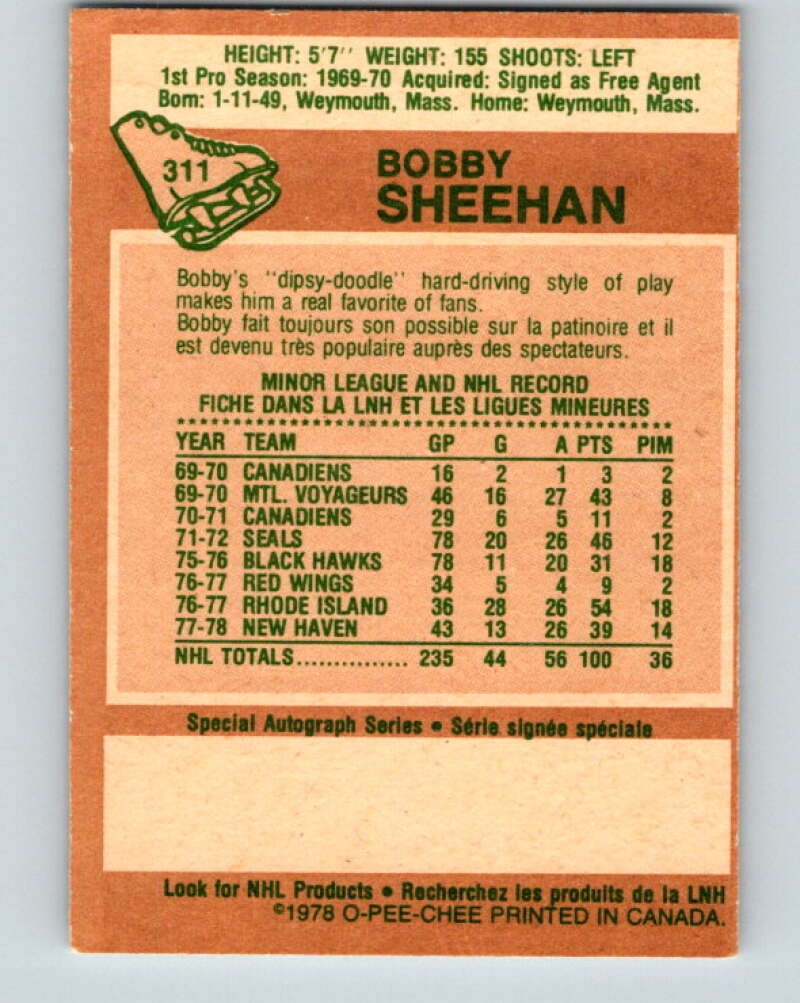 HEIGHT: 5'7'' WEIGHT: 155 SHOOTS: LEFT
1st Pro Season: 1969-70 Acquired: Signed as Free Agent
Born: 1-11-49, Weymouth, Mass. Home: Weymouth, Mass.
311
BOBBY
SHEEHAN
Bobby's "dipsy-doodle" hard-driving style of play
makes him a real favorite of fans.
Bobby fait toujours son possible sur la patinoire et il
est devenu très populaire auprès des spectateurs.
MINOR LEAGUE AND NHL RECORD
FICHE DANS LA LNH ET LES LIGUES MINEURES
YEAR TEAM GP G A PTS PIM
69-70 CANADIENS 16 2 1 3 2
69-70 MTL. VOYAGEURS 46 16 27 43 8
70-71 CANADIENS 29 6 5 11 2
71-72 SEALS 78 20 26 46 12
75-76 BLACK HAWKS 78 11 20 31 18
76-77 RED WINGS 34 5 4 9 2
76-77 RHODE ISLAND 36 28 26 54 18
77-78 NEW HAVEN 43 13 26 39 14
NHL TOTALS............... 235 44 56 100 36
Special Autograph Series • Série signée spéciale
Look for NHL Products • Recherchez les produits de la LNH
©1978 O-PEE-CHEE PRINTED IN CANADA.